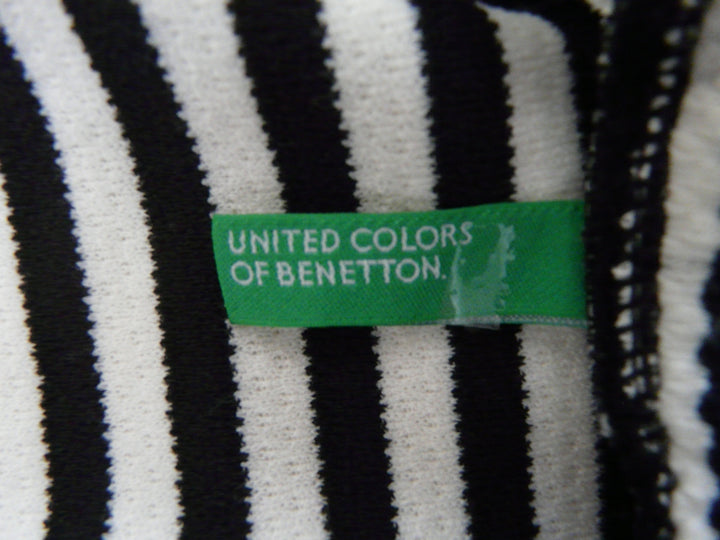 UNITED COLORS
OF BENETTON.